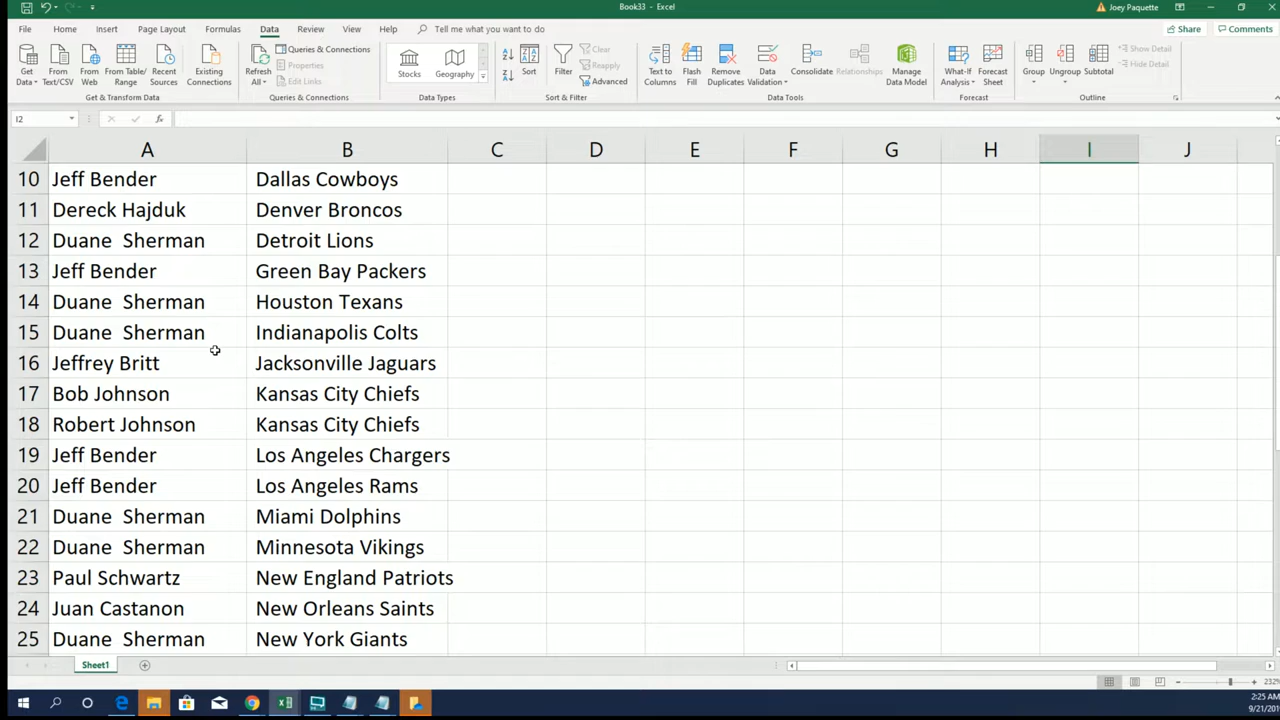 Book33 - Excel
Joey Paquette
File Home Insert Page Layout Formulas Data Review View Help Tell me what you want to do
Share Comments
Get Data
From Text/CSV
From Web
From Table/ Range
Recent Sources
Existing Connections
Get & Transform Data
Refresh All
Queries & Connections
Properties
Edit Links
Queries & Connections
Stocks
Geography
Data Types
Sort
Filter
Clear
Reapply
Advanced
Sort & Filter
Text to Columns
Flash Fill
Remove Duplicates
Data Validation
Consolidate
Relationships
Manage Data Model
Data Tools
What-If Analysis
Forecast Sheet
Forecast
Group
Ungroup
Subtotal
Show Detail
Hide Detail
Outline
I2 fx
A B C D E F G H I J
10 Jeff Bender Dallas Cowboys
11 Dereck Hajduk Denver Broncos
12 Duane  Sherman Detroit Lions
13 Jeff Bender Green Bay Packers
14 Duane  Sherman Houston Texans
15 Duane  Sherman Indianapolis Colts
16 Jeffrey Britt Jacksonville Jaguars
17 Bob Johnson Kansas City Chiefs
18 Robert Johnson Kansas City Chiefs
19 Jeff Bender Los Angeles Chargers
20 Jeff Bender Los Angeles Rams
21 Duane  Sherman Miami Dolphins
22 Duane  Sherman Minnesota Vikings
23 Paul Schwartz New England Patriots
24 Juan Castanon New Orleans Saints
25 Duane  Sherman New York Giants
Sheet1
232%
2:25 AM
9/21/201